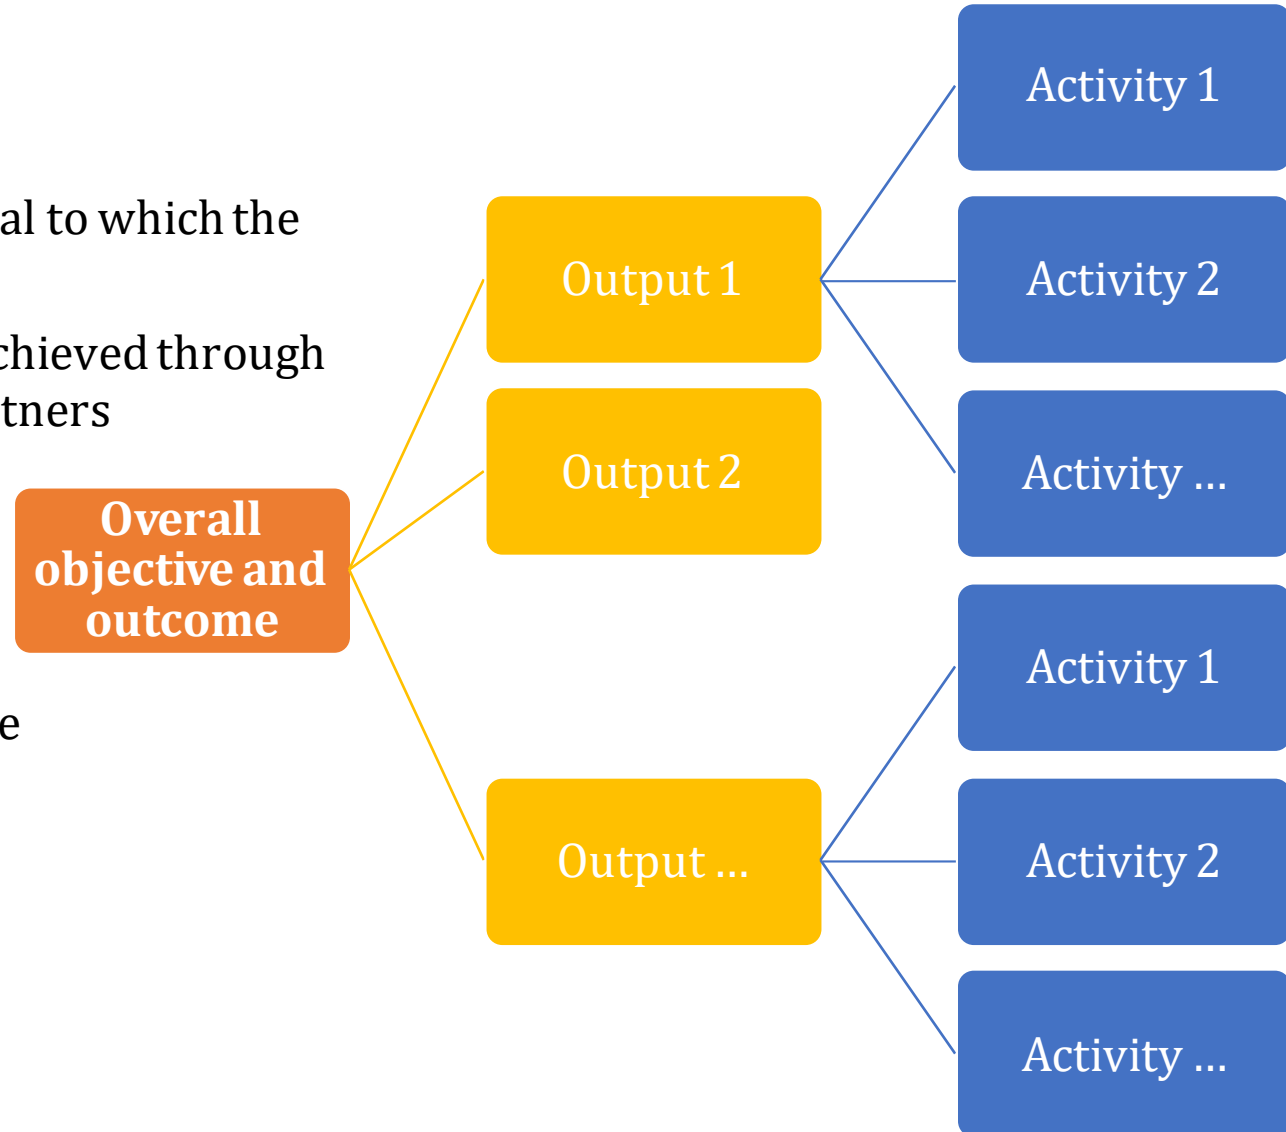 al to which the
chieved through
tners
Overall
objective and
outcome
e
Output 1
Output 2
Output ...
Activity 1
Activity 2
Activity ...
Activity 1
Activity 2
Activity ...